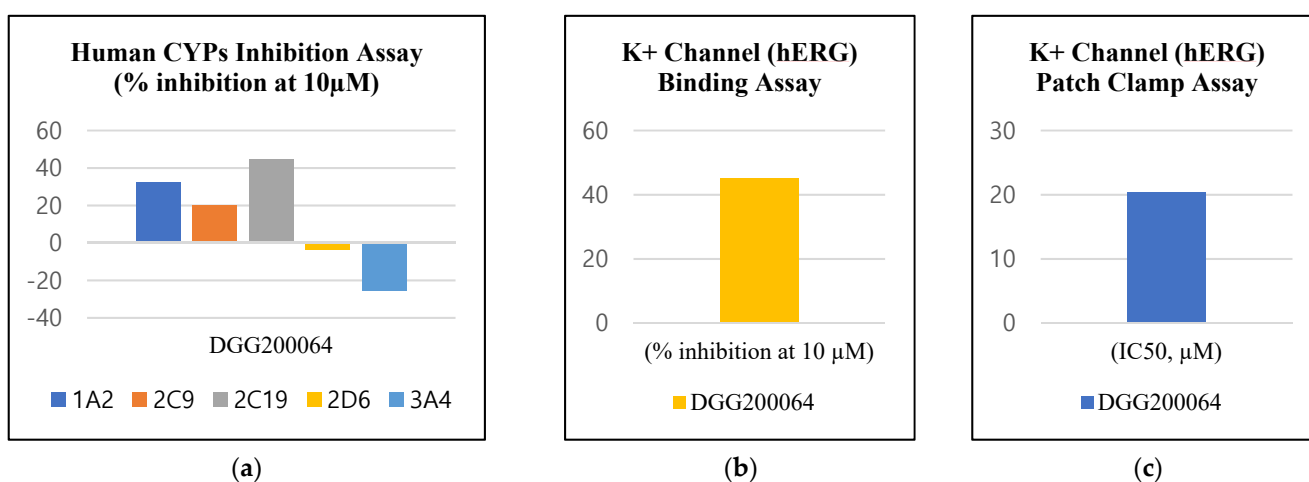 Human CYPs Inhibition Assay
(% inhibition at 10µM)
60
40
20
0
-20
-40
DGG200064
1A2 2C9 2C19 2D6 3A4
(a)
K+ Channel (hERG)
Binding Assay
60
40
20
0
(% inhibition at 10 µM)
DGG200064
(b)
K+ Channel (hERG)
Patch Clamp Assay
30
20
10
0
(IC50, µM)
DGG200064
(c)